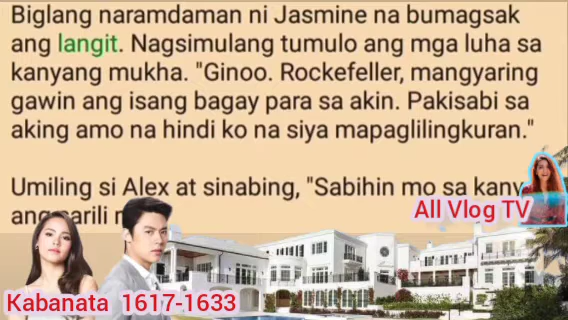 Biglang naramdaman ni Jasmine na bumagsak
ang langit. Nagsimulang tumulo ang mga luha sa
kanyang mukha. "Ginoo. Rockefeller, mangyaring
gawin ang isang bagay para sa akin. Pakisabi sa
aking amo na hindi ko na siya mapaglilingkuran."
Umiling si Alex at sinabing, "Sabihin mo sa
All Vlog TV
Kabanata 1617-1633